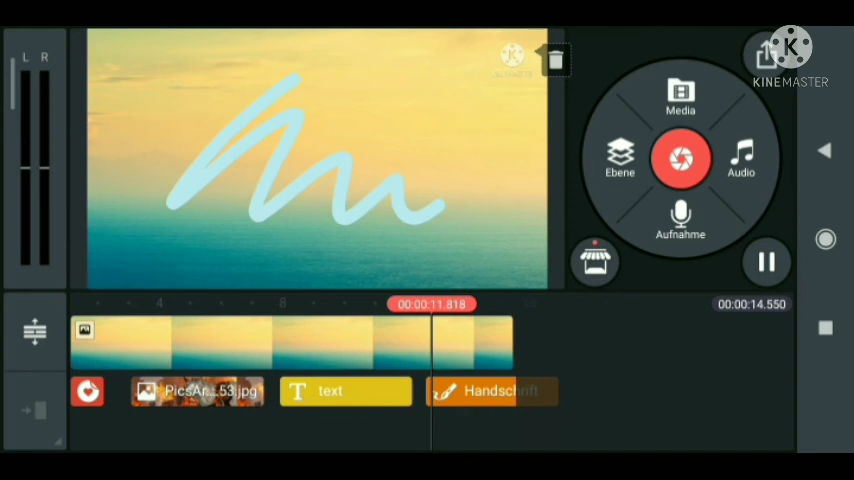 L R
K
KINEMASTER
Media
Ebene
Audio
Aufnahme
4
8
00:00:11.818
00:00:14.550
PicsAr...53.jpg
T text
Handschrift